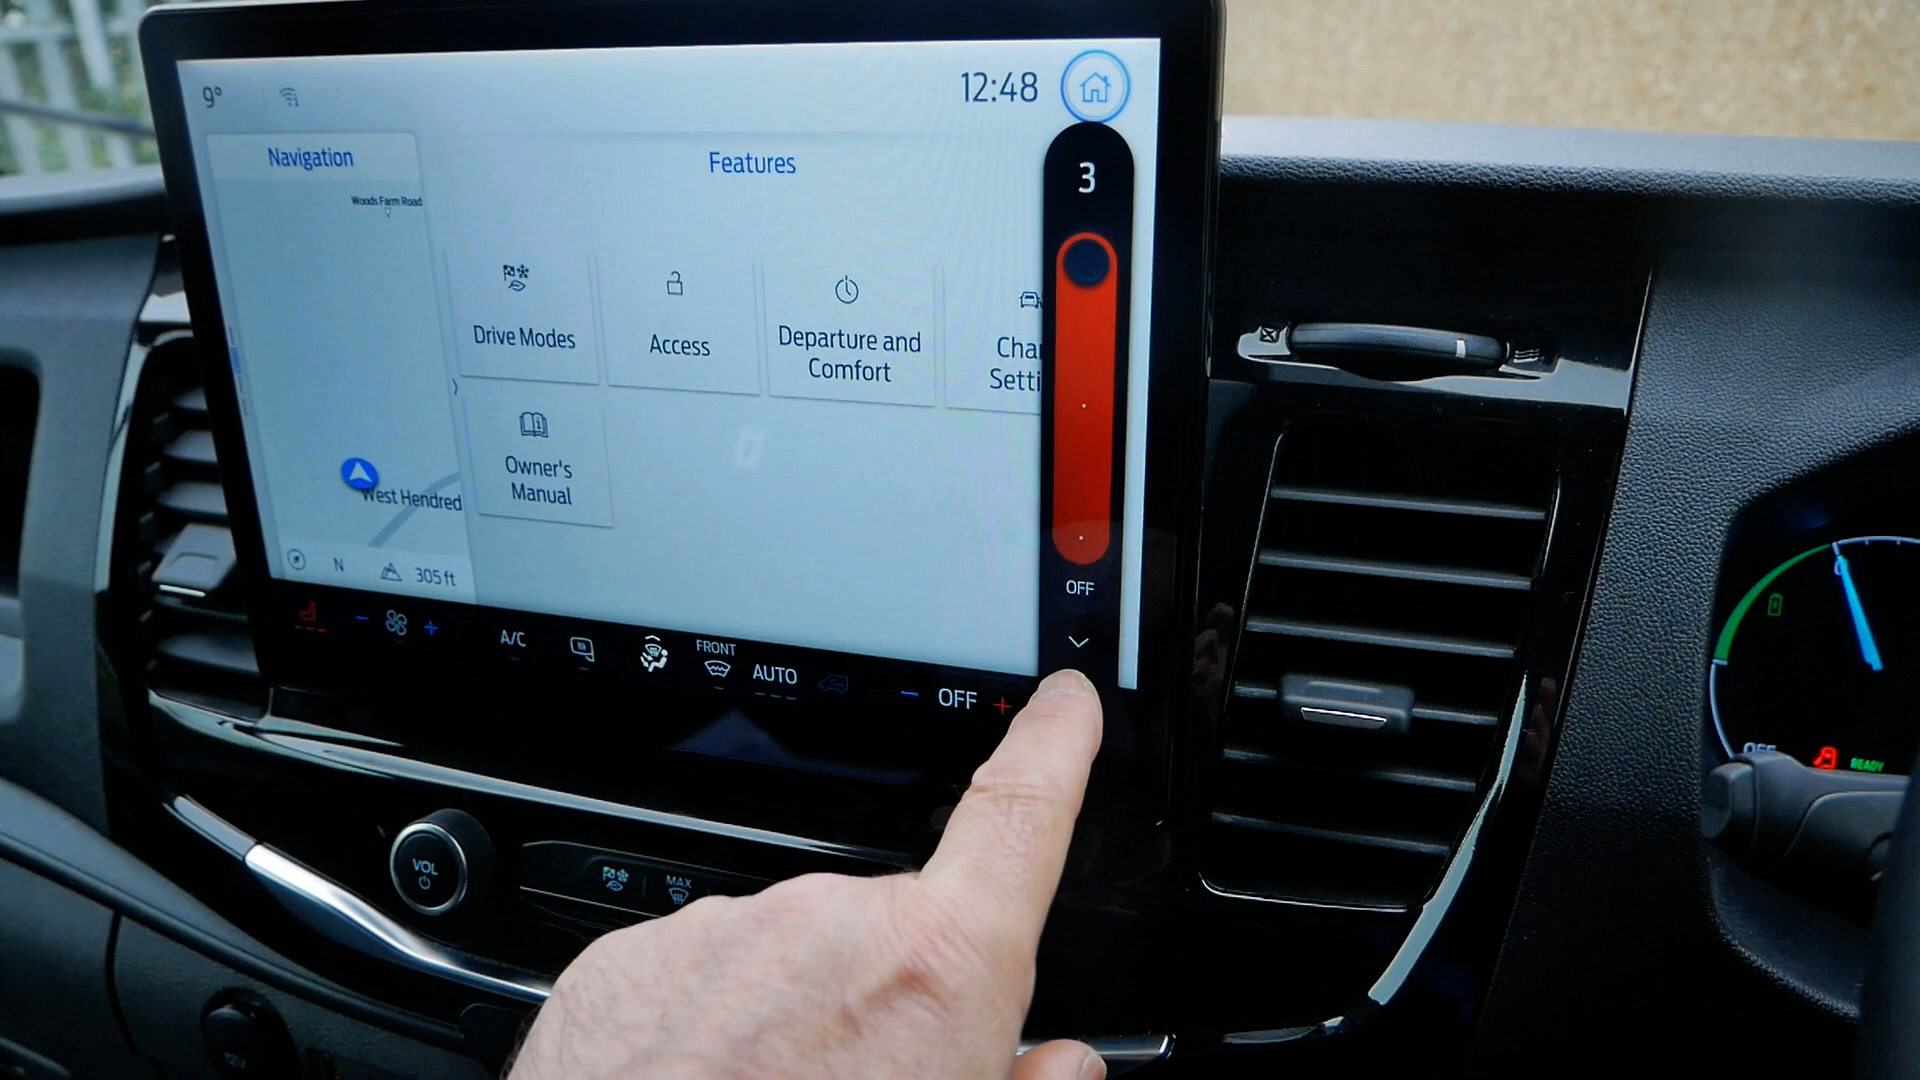 9°
12:48
Navigation
Features
3
Woods Farm Road
Drive Modes
Access
Departure and
Comfort
Char
Setti
Owner's
Manual
West Hendred
N
305 ft
OFF
A/C
FRONT
AUTO
OFF
VOL
MAX
OFF
READY
12V